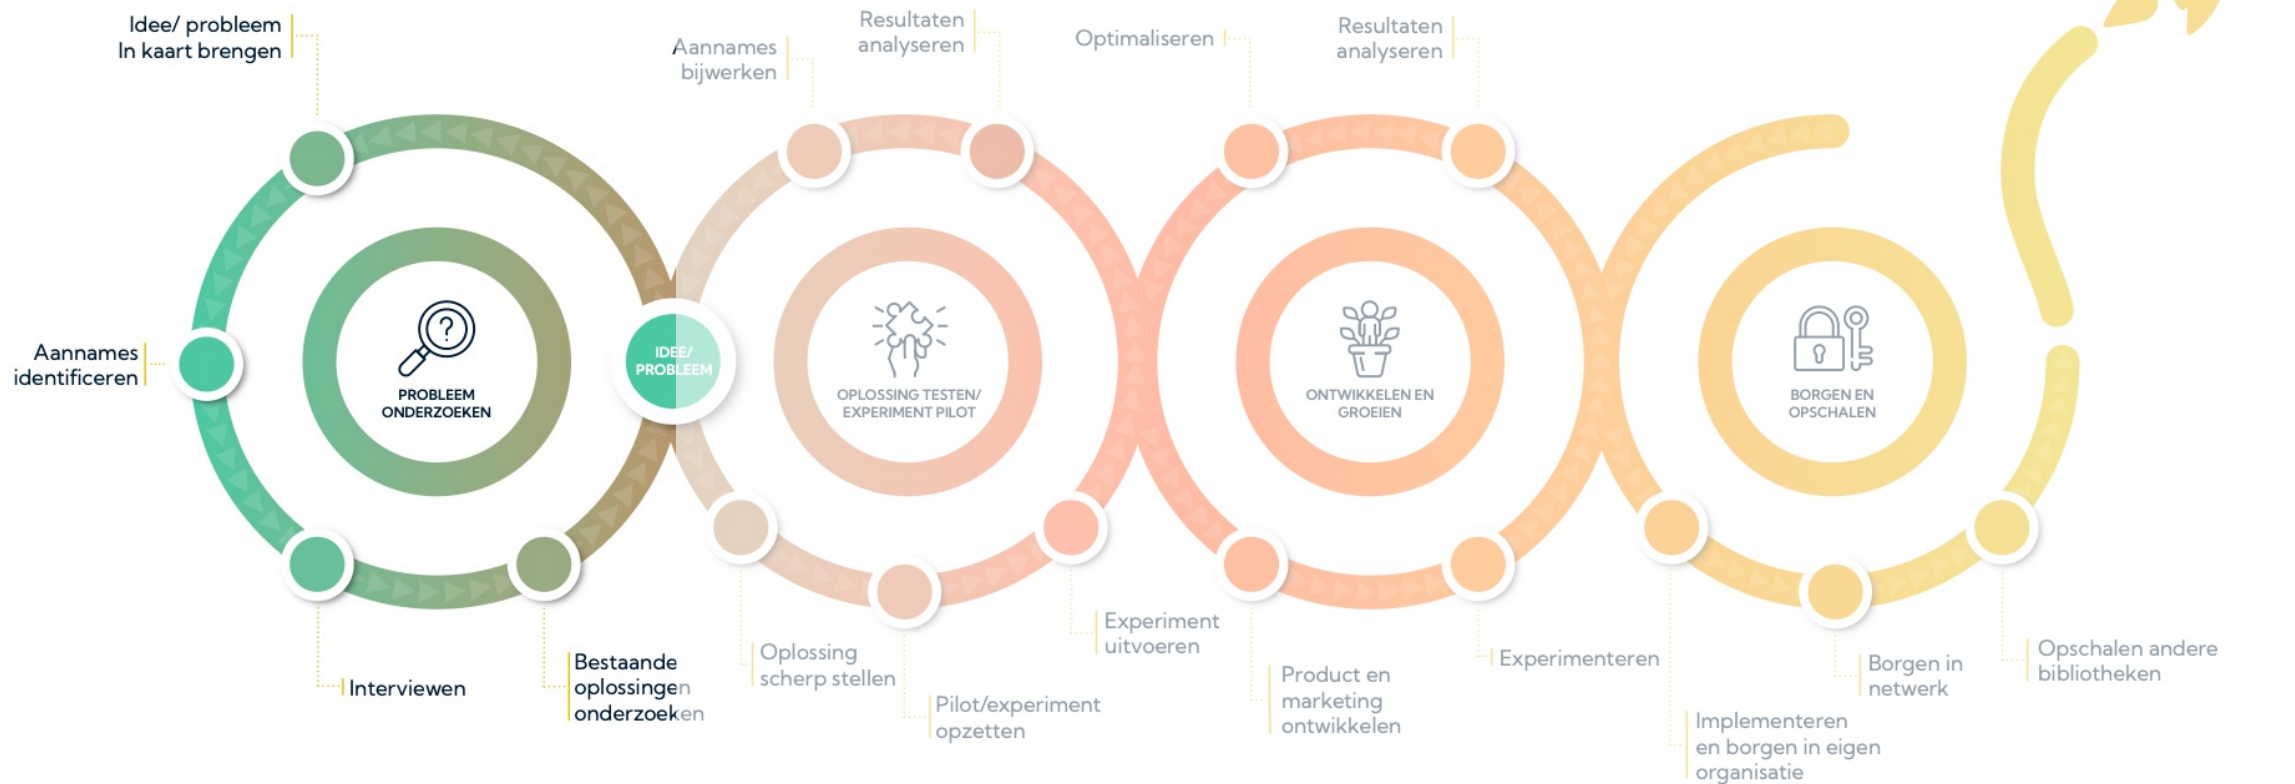 Idee/ probleem
In kaart brengen
Aannames
identificeren
Interviewen
Bestaande
oplossingen
onderzoeken
PROBLEEM
ONDERZOEKEN
IDEE/
PROBLEEM
Aannames
bijwerken
Resultaten
analyseren
OPLOSSING TESTEN/
EXPERIMENT PILOT
Oplossing
scherp stellen
Pilot/experiment
opzetten
Experiment
uitvoeren
Optimaliseren
Resultaten
analyseren
ONTWIKKELEN EN
GROEIEN
Product en
marketing
ontwikkelen
Experimenteren
BORGEN EN
OPSCHALEN
Implementeren
en borgen in eigen
organisatie
Borgen in
netwerk
Opschalen andere
bibliotheken